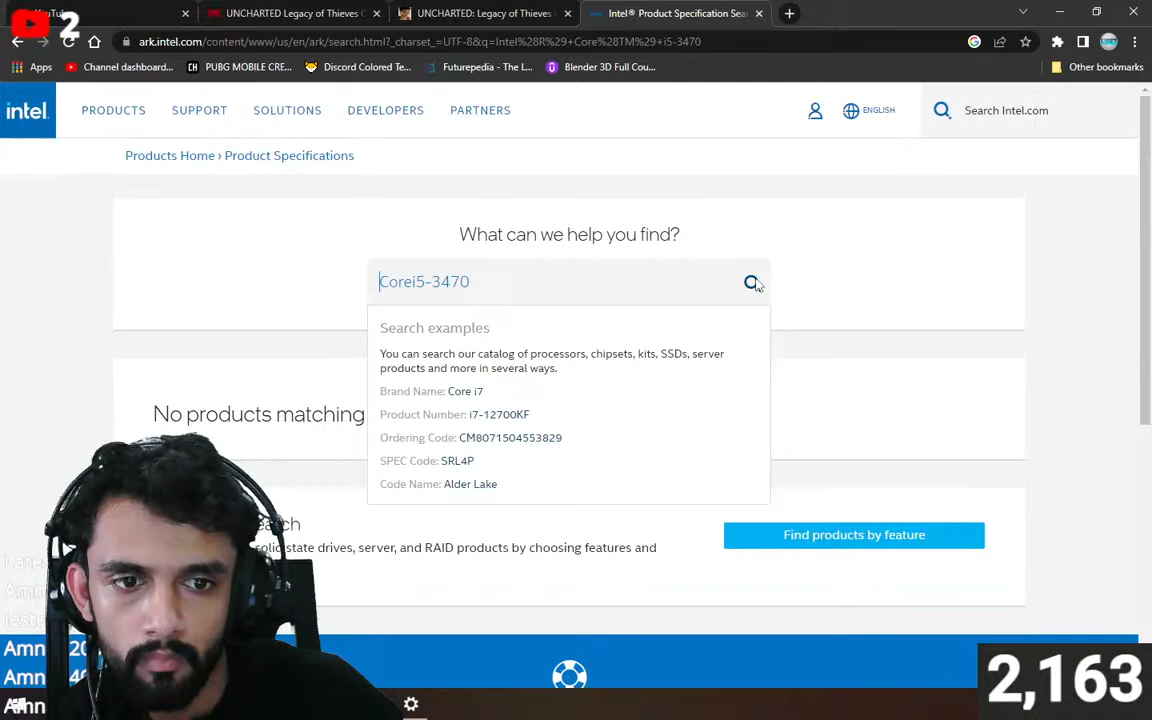 2
UNCHARTED Legacy of Thieves C
UNCHARTED: Legacy of Thieves
Intel® Product Specification Sea
ark.intel.com/content/www/us/en/ark/search.html?_charset_=UTF-8&q=Intel%28R%29+Core%28TM%29+i5-3470
Apps
Channel dashboard...
PUBG MOBILE CRE...
Discord Colored Te...
Futurepedia - The L...
Blender 3D Full Cou...
Other bookmarks
intel.
PRODUCTS
SUPPORT
SOLUTIONS
DEVELOPERS
PARTNERS
ENGLISH
Search Intel.com
Products Home › Product Specifications
What can we help you find?
Corei5-3470
Search examples
You can search our catalog of processors, chipsets, kits, SSDs, server
products and more in several ways.
Brand Name: Core i7
Product Number: i7-12700KF
Ordering Code: CM8071504553829
SPEC Code: SRL4P
Code Name: Alder Lake
No products matching
solid state drives, server, and RAID products by choosing features and
Find products by feature
Amn
Amn
Amn
2,163